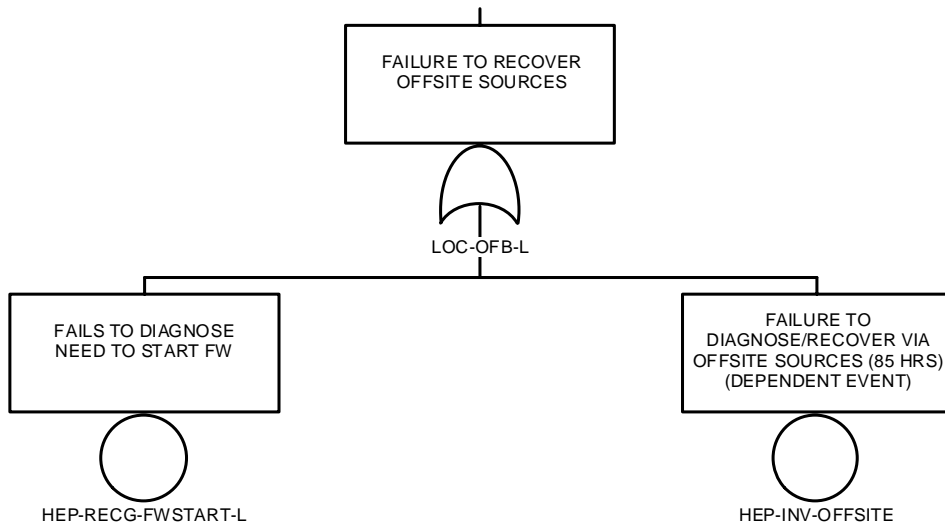 FAILURE TO RECOVER
OFFSITE SOURCES
LOC-OFB-L
FAILS TO DIAGNOSE
NEED TO START FW
HEP-RECG-FWSTART-L
FAILURE TO
DIAGNOSE/RECOVER VIA
OFFSITE SOURCES (85 HRS)
(DEPENDENT EVENT)
HEP-INV-OFFSITE